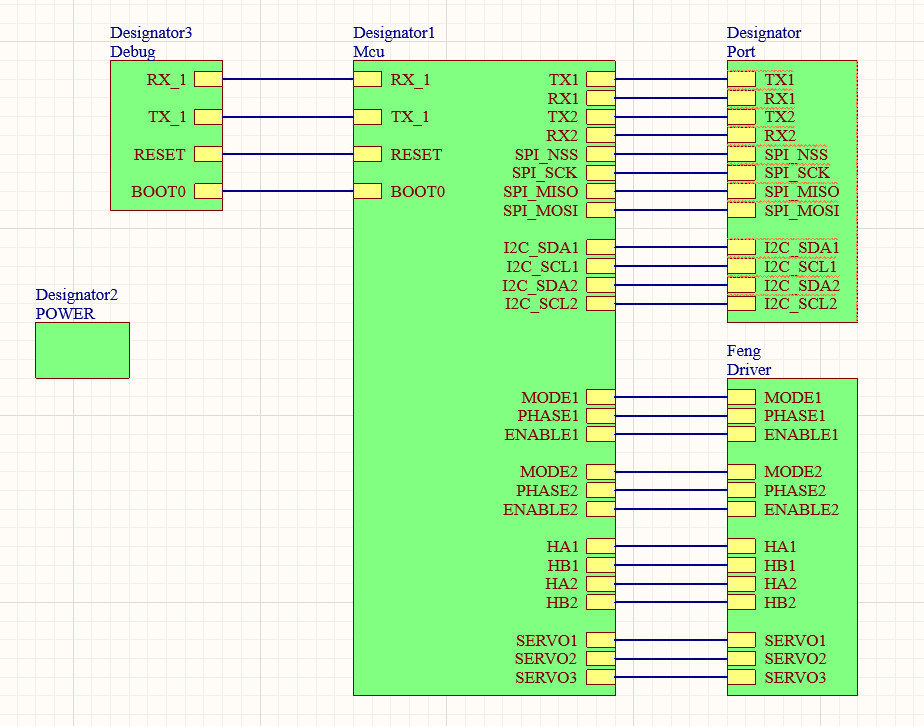 Designator3
Debug
RX_1
TX_1
RESET
BOOT0
Designator2
POWER
Designator1
Mcu
RX_1
TX_1
RESET
BOOT0
TX1
RX1
TX2
RX2
SPI_NSS
SPI_SCK
SPI_MISO
SPI_MOSI
I2C_SDA1
I2C_SCL1
I2C_SDA2
I2C_SCL2
MODE1
PHASE1
ENABLE1
MODE2
PHASE2
ENABLE2
HA1
HB1
HA2
HB2
SERVO1
SERVO2
SERVO3
Designator
Port
TX1
RX1
TX2
RX2
SPI_NSS
SPI_SCK
SPI_MISO
SPI_MOSI
I2C_SDA1
I2C_SCL1
I2C_SDA2
I2C_SCL2
Feng
Driver
MODE1
PHASE1
ENABLE1
MODE2
PHASE2
ENABLE2
HA1
HB1
HA2
HB2
SERVO1
SERVO2
SERVO3